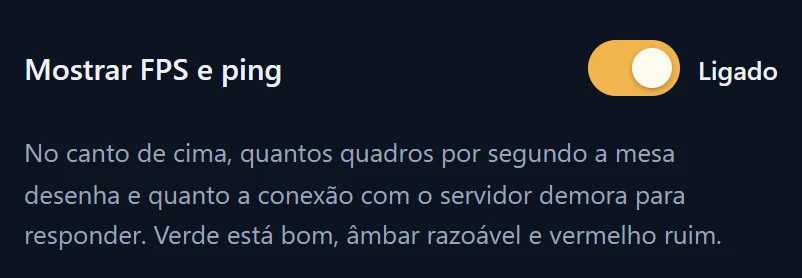 Mostrar FPS e ping
Ligado
No canto de cima, quantos quadros por segundo a mesa
desenha e quanto a conexão com o servidor demora para
responder. Verde está bom, âmbar razoável e vermelho ruim.